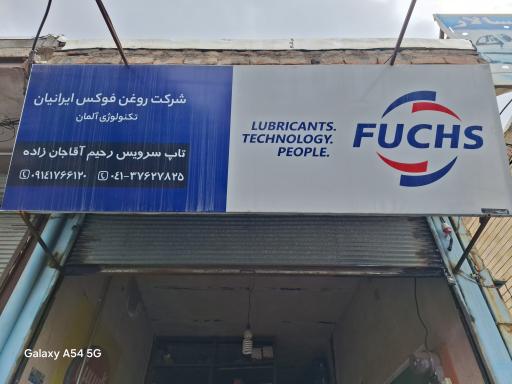 شرکت روغن فوکس ایرانیان
تکنولوژی آلمان
تاپ سرویس رحیم آقاجان زاده
۰۹۱۴۱۷۶۶۱۲۰ ۰۴۱-۳۷۶۲۷۸۲۵
LUBRICANTS.
TECHNOLOGY.
PEOPLE.
FUCHS
Galaxy A54 5G